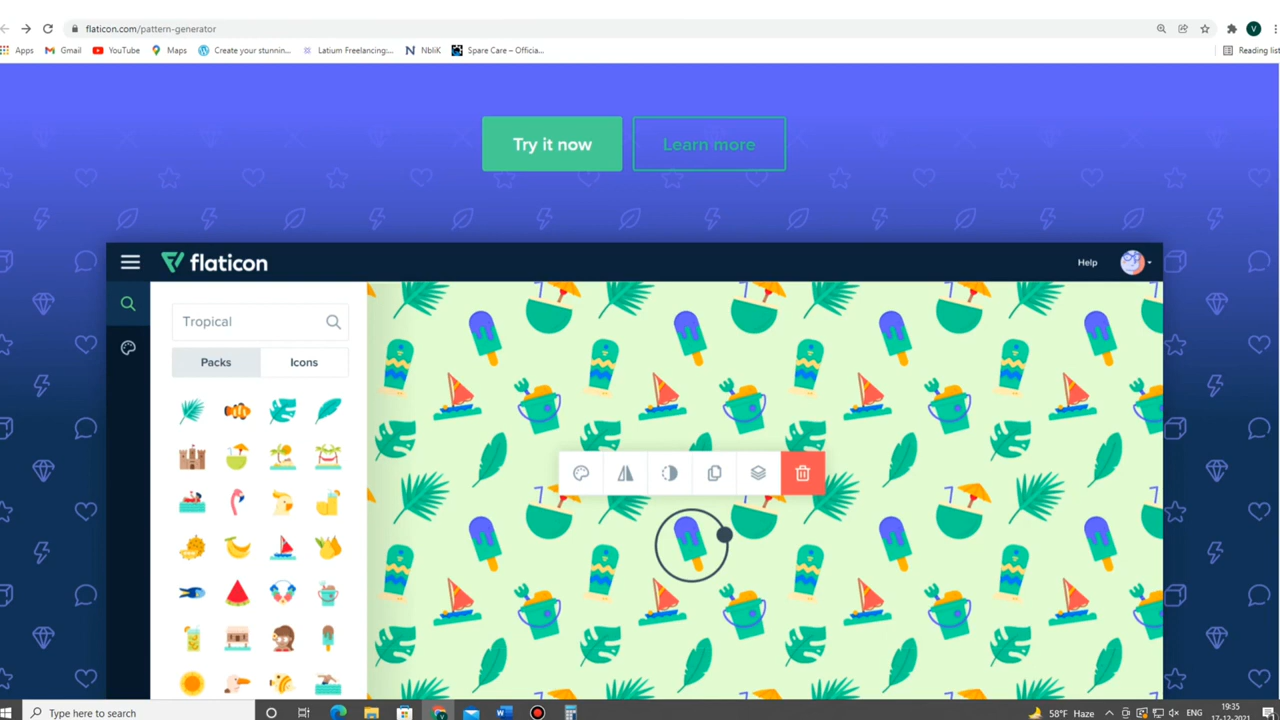 flaticon.com/pattern-generator
Apps Gmail YouTube Maps Create your stunnin... Latium Freelancing:... NbliK Spare Care – Officia... Reading list
V
Try it now Learn more
flaticon Help
Tropical
Packs Icons
Type here to search 58°F Haze ENG 19:35
17-12-2021